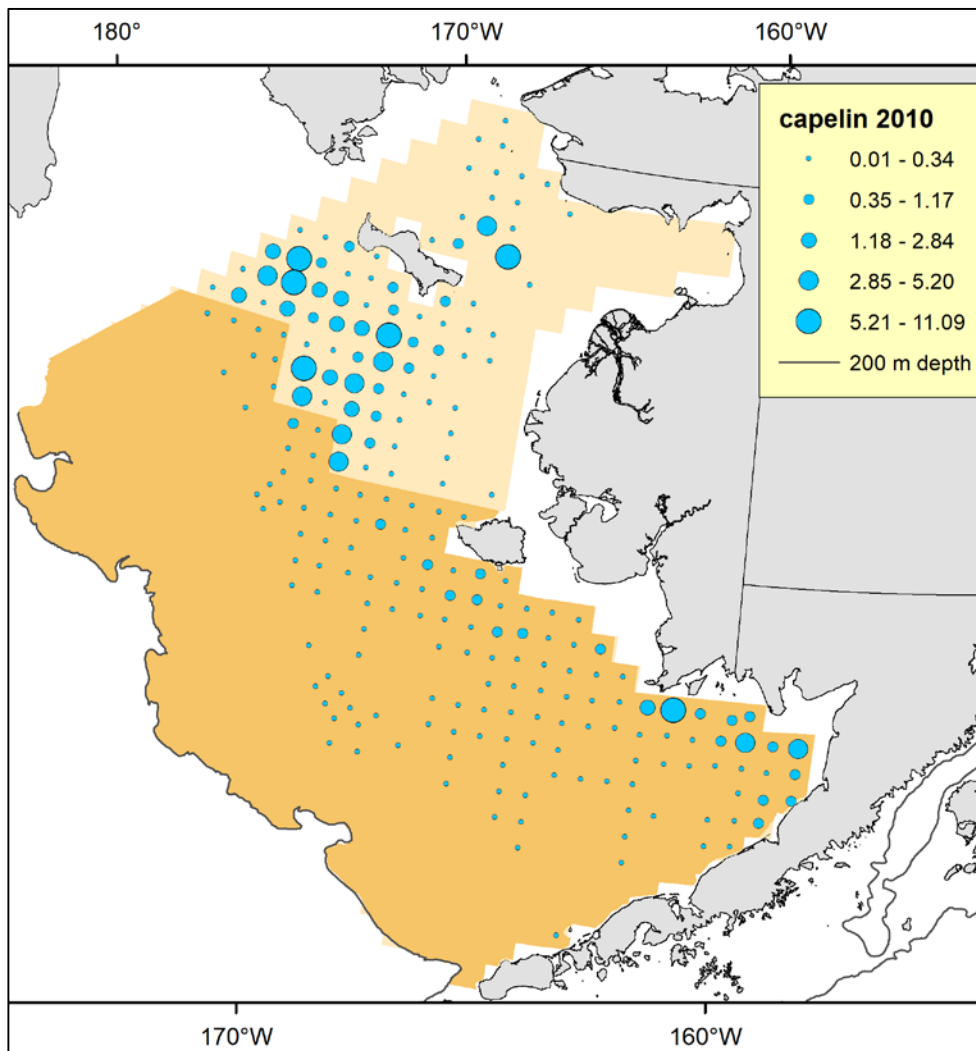 180° 170°W 160°W
capelin 2010
0.01 - 0.34
0.35 - 1.17
1.18 - 2.84
2.85 - 5.20
5.21 - 11.09
200 m depth
170°W 160°W